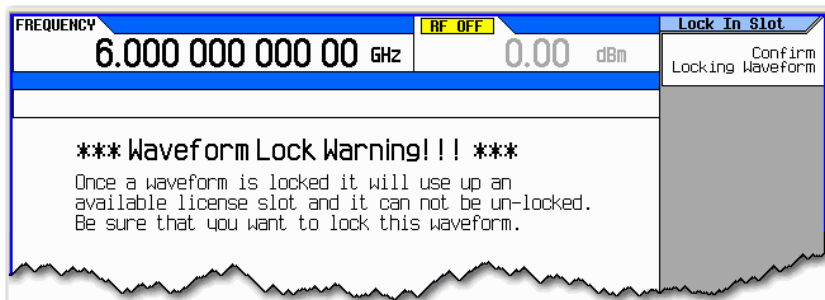 FREQUENCY
6.000 000 000 00 GHz
RF OFF
0.00 dBm
Lock In Slot
Confirm
Locking Waveform
*** Waveform Lock Warning!!! ***
Once a waveform is locked it will use up an
available license slot and it can not be un-locked.
Be sure that you want to lock this waveform.